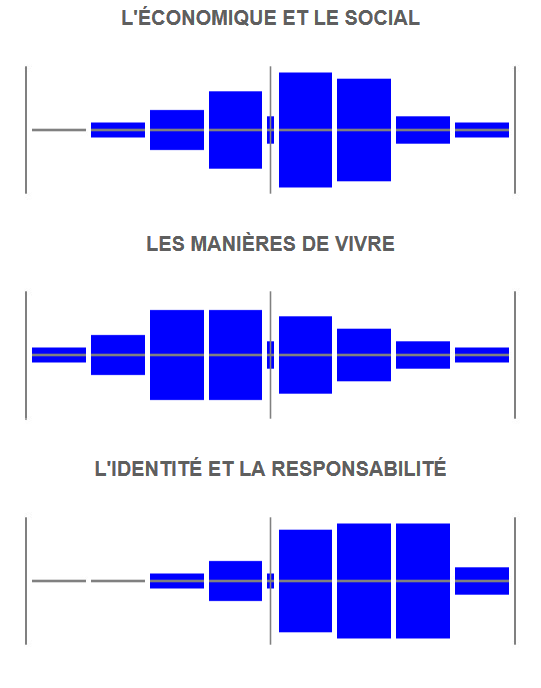 L'ÉCONOMIQUE ET LE SOCIAL
LES MANIÈRES DE VIVRE
L'IDENTITÉ ET LA RESPONSABILITÉ